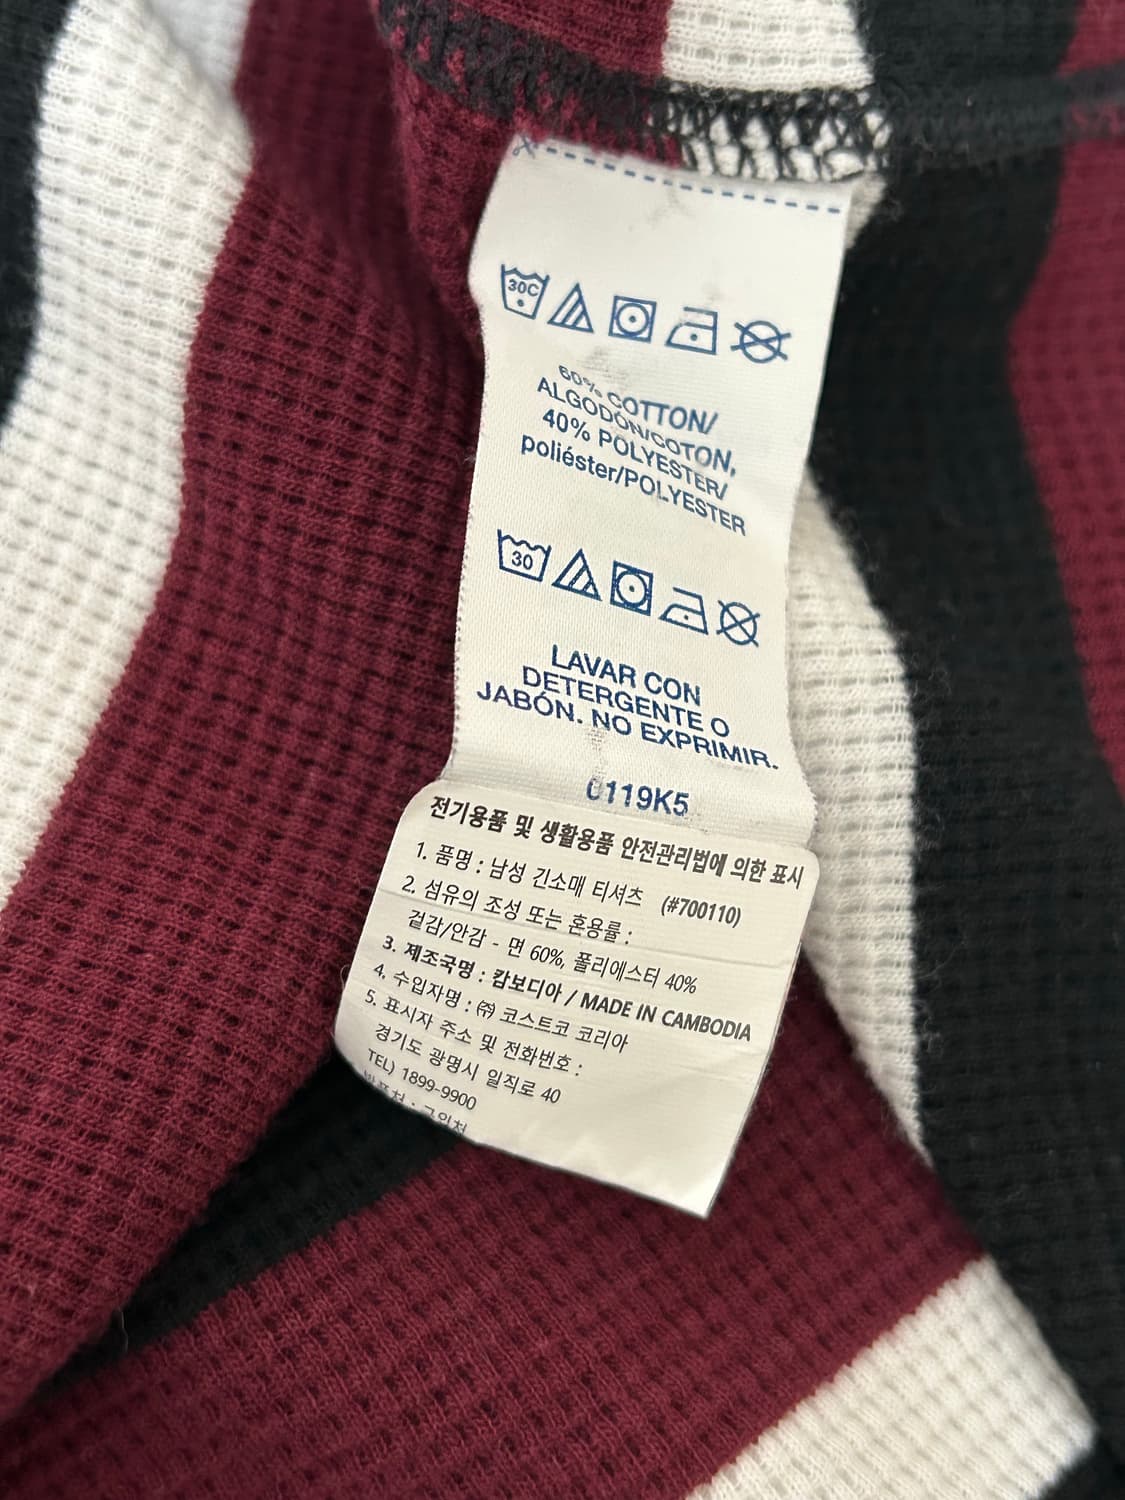 30C
60% COTTON/
ALGODÓN/COTON,
40% POLYESTER/
poliéster/POLYESTER
30
LAVAR CON
DETERGENTE O
JABÓN. NO EXPRIMIR.
0119K5
전기용품 및 생활용품 안전관리법에 의한 표시
1. 품명 : 남성 긴소매 티셔츠 (#700110)
2. 섬유의 조성 또는 혼용률 :
겉감/안감 - 면 60%, 폴리에스터 40%
3. 제조국명 : 캄보디아 / MADE IN CAMBODIA
4. 수입자명 : ㈜ 코스트코 코리아
5. 표시자 주소 및 전화번호 :
경기도 광명시 일직로 40
TEL) 1899-9900